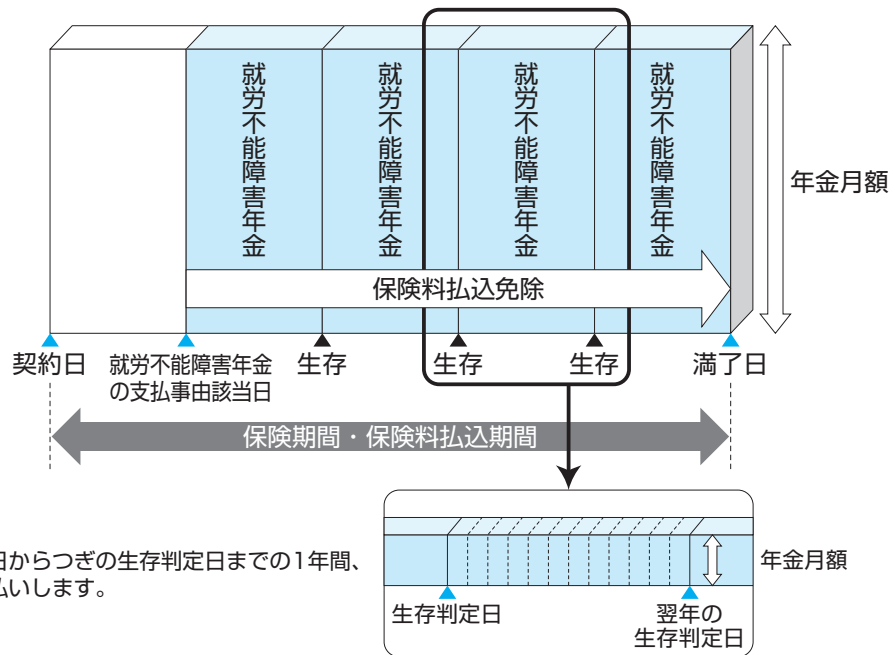 就労不能障害年金
就労不能障害年金
就労不能障害年金
就労不能障害年金
年金月額
保険料払込免除
契約日
就労不能障害年金
の支払事由該当日
生存
生存
生存
満了日
保険期間・保険料払込期間
日からつぎの生存判定日までの1年間、
払いします。
年金月額
生存判定日
翌年の
生存判定日